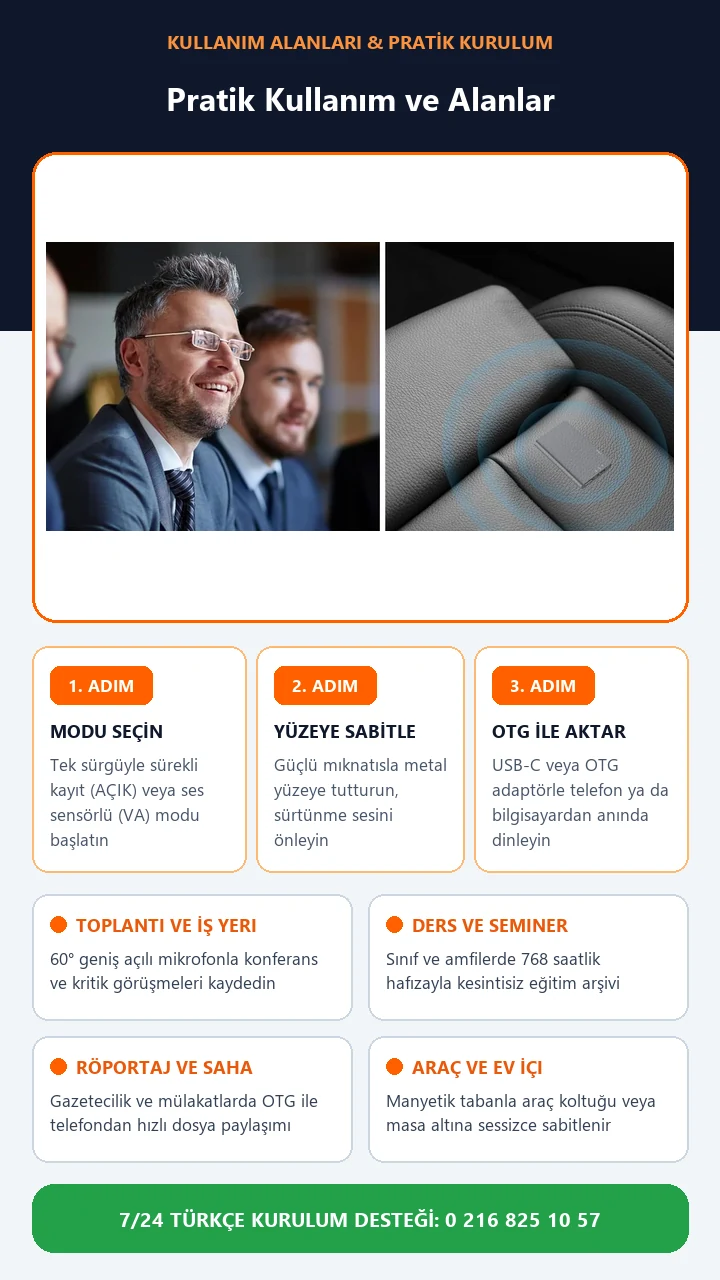 KULLANIM ALANLARI & PRATİK KURULUM
Pratik Kullanım ve Alanlar
1. ADIM
MODU SEÇİN
Tek sürgüyle sürekli
kayıt (AÇIK) veya ses
sensörlü (VA) modu
başlatın
2. ADIM
YÜZEYE SABİTLE
Güçlü mıknatısla metal
yüzeye tutturun,
sürtünme sesini
önleyin
3. ADIM
OTG İLE AKTAR
USB-C veya OTG
adaptörle telefon ya da
bilgisayardan anında
dinleyin
TOPLANTI VE İŞ YERI
60° geniş açılı mikrofonla konferans
ve kritik görüşmeleri kaydedin
DERS VE SEMINER
Sınıf ve amfilerde 768 saatlik
hafızayla kesintisiz eğitim arşivi
RÖPORTAJ VE SAHA
Gazetecilik ve mülakatlarda OTG ile
telefondan hızlı dosya paylaşımı
ARAÇ VE EV İÇI
Manyetik tabanla araç koltuğu veya
masa altına sessizce sabitlenir
7/24 TÜRKÇE KURULUM DESTEĞİ: 0 216 825 10 57